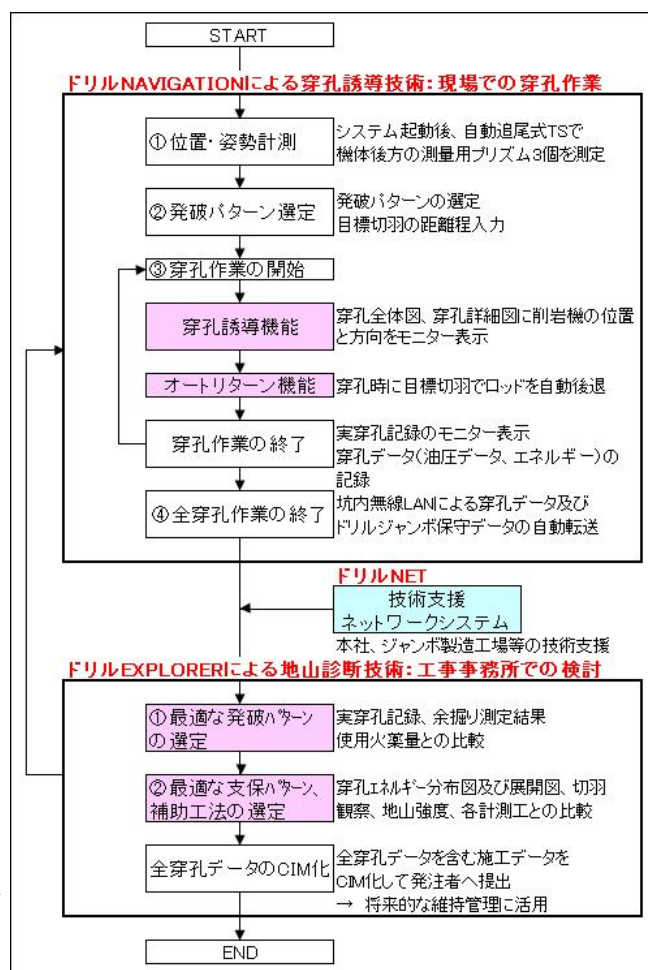 START
ドリルNAVIGATIONによる穿孔誘導技術：現場での穿孔作業
①位置・姿勢計測
システム起動後、自動追尾式TSで
機体後方の測量用プリズム3個を測定
②発破パターン選定
発破パターンの選定
目標切羽の距離程入力
③穿孔作業の開始
穿孔誘導機能
穿孔全体図、穿孔詳細図に削岩機の位置
と方向をモニター表示
オートリターン機能
穿孔時に目標切羽でロッドを自動後退
穿孔作業の終了
実穿孔記録のモニター表示
穿孔データ(油圧データ、エネルギー)の
記録
④全穿孔作業の終了
坑内無線LANによる穿孔データ及び
ドリルジャンボ保守データの自動転送
ドリルNET
技術支援
ネットワークシステム
本社、ジャンボ製造工場等の技術支援
ドリルEXPLORERによる地山診断技術：工事事務所での検討
①最適な発破ﾊﾟﾀｰﾝ
の選定
実穿孔記録、余掘り測定結果
使用火薬量との比較
②最適な支保ﾊﾟﾀｰﾝ、
補助工法の選定
穿孔ｴﾈﾙｷﾞｰ分布図及び展開図、切羽
観察、地山強度、各計測工との比較
全穿孔データのCIM化
全穿孔データを含む施工データを
CIM化して発注者へ提出
→ 将来的な維持管理に活用
END